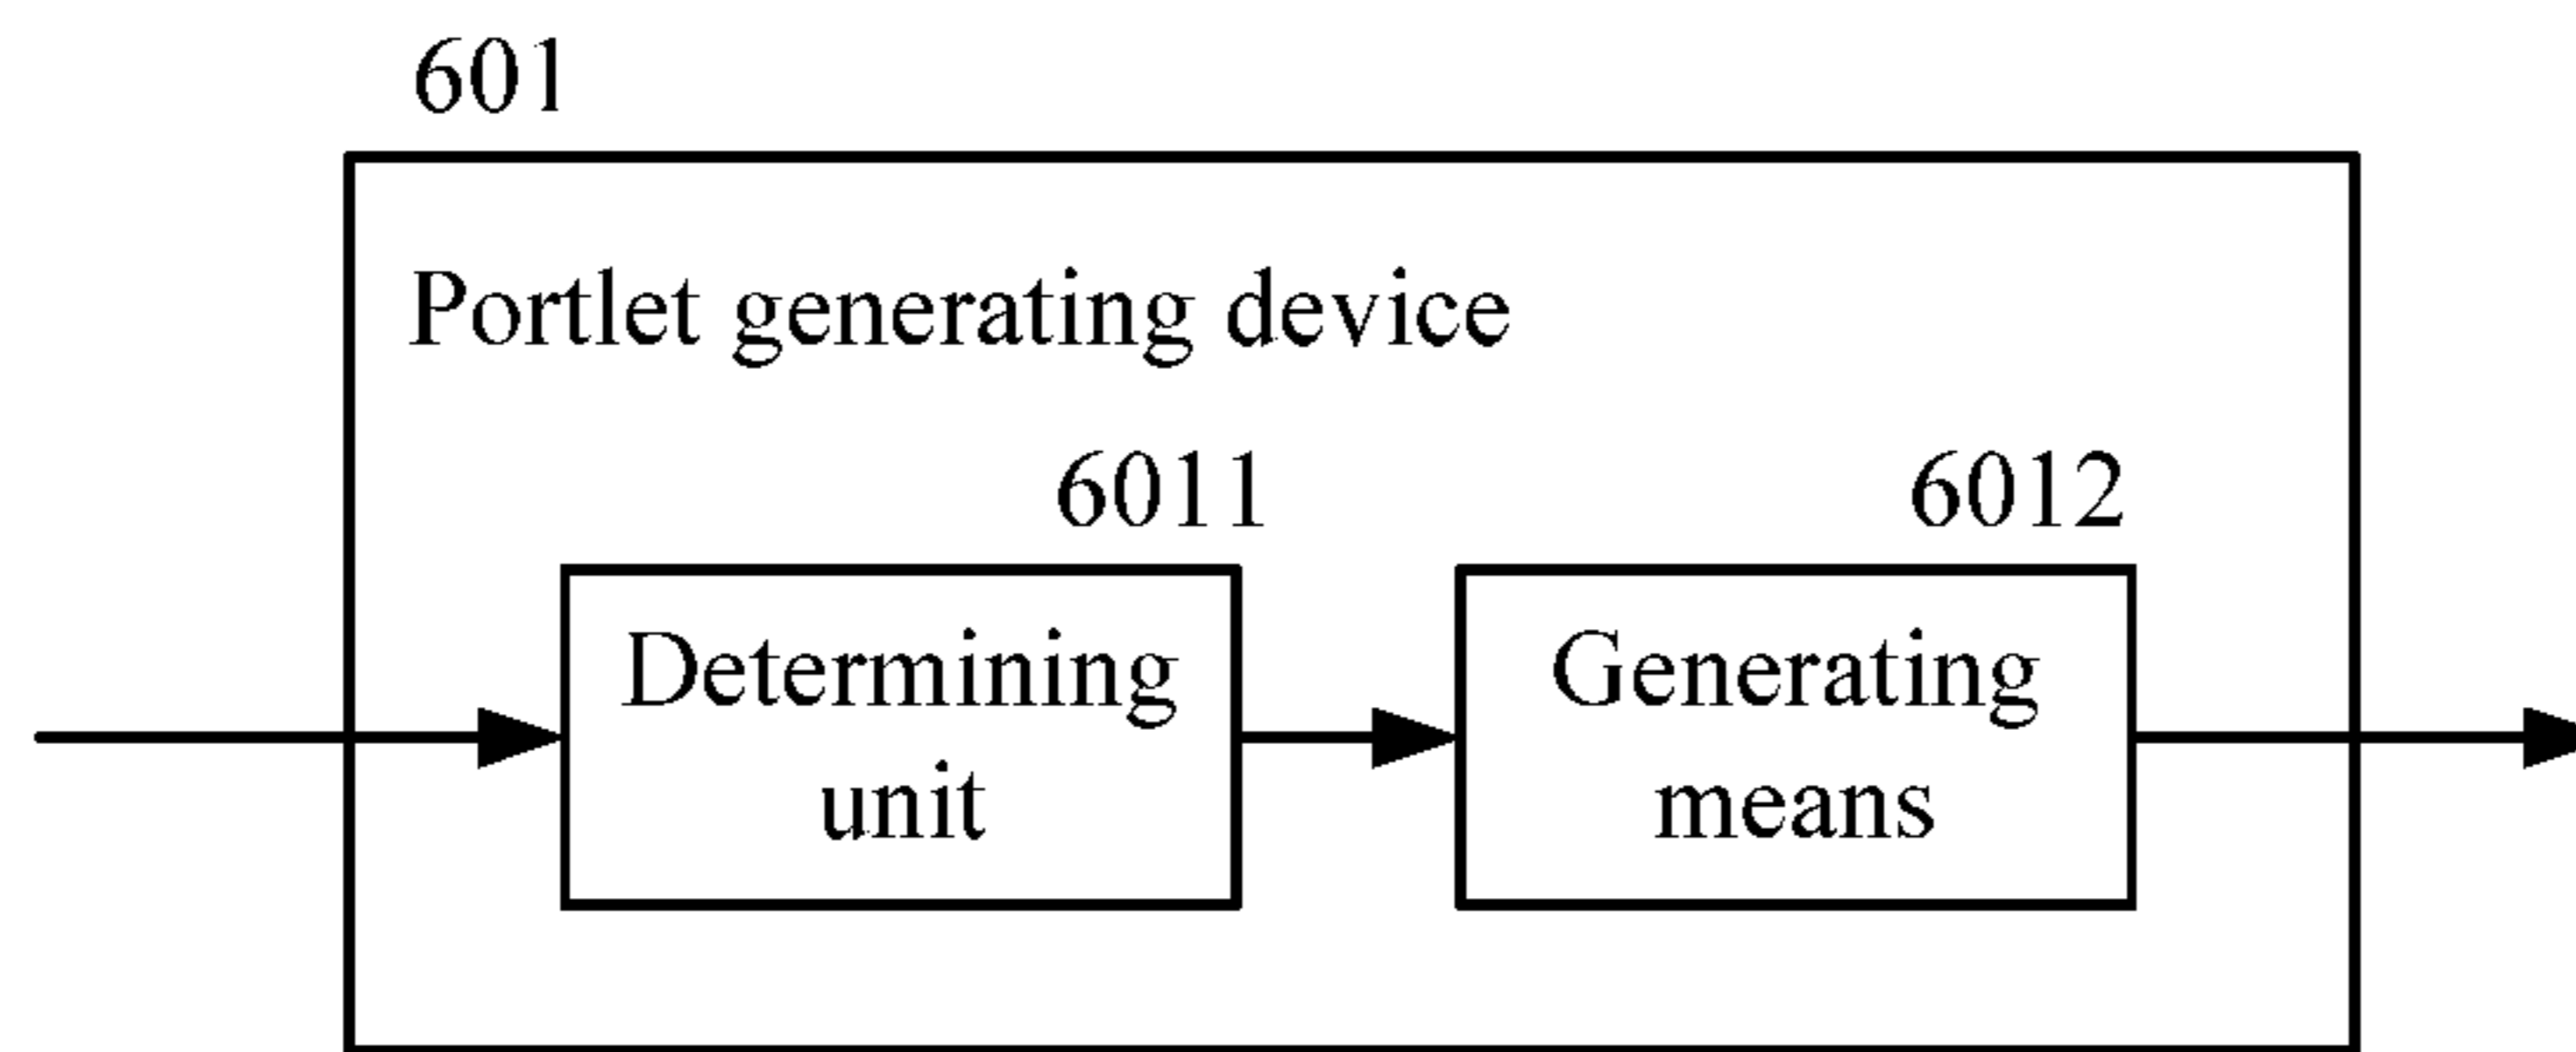 601
Portlet generating device
6011
6012
Determining
unit
Generating
means